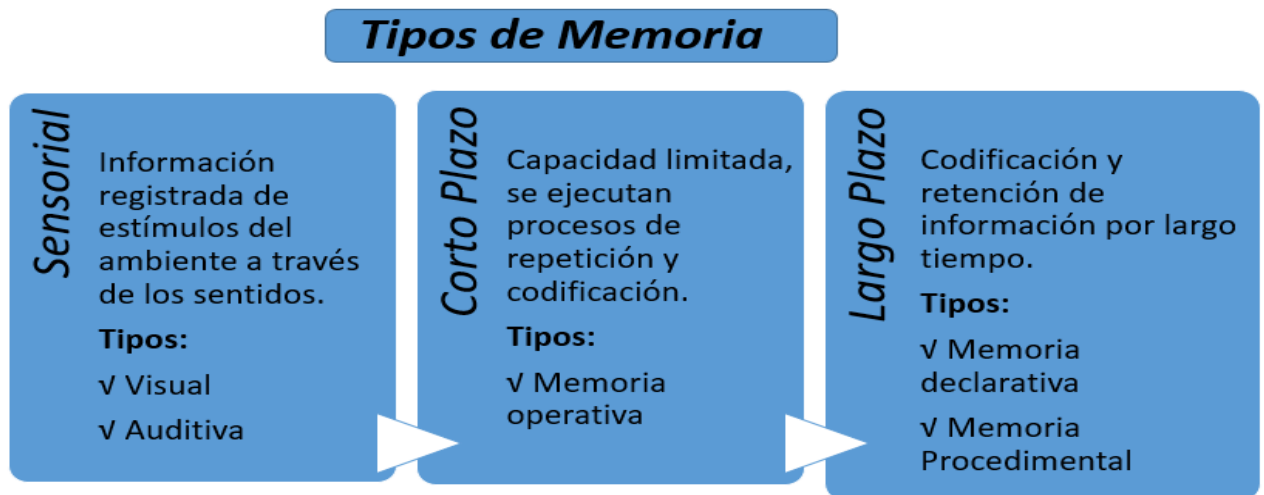 Tipos de Memoria
Sensorial
Información
registrada de
estímulos del
ambiente a través
de los sentidos.
Tipos:
√ Visual
√ Auditiva
Corto Plazo
Capacidad limitada,
se ejecutan
procesos de
repetición y
codificación.
Tipos:
√ Memoria
operativa
Largo Plazo
Codificación y
retención de
información por largo
tiempo.
Tipos:
√ Memoria
declarativa
√ Memoria
Procedimental